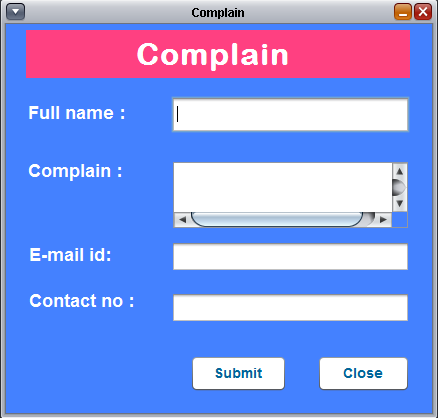 Complain
Complain
Full name :
Complain :
E-mail id:
Contact no :
Submit Close